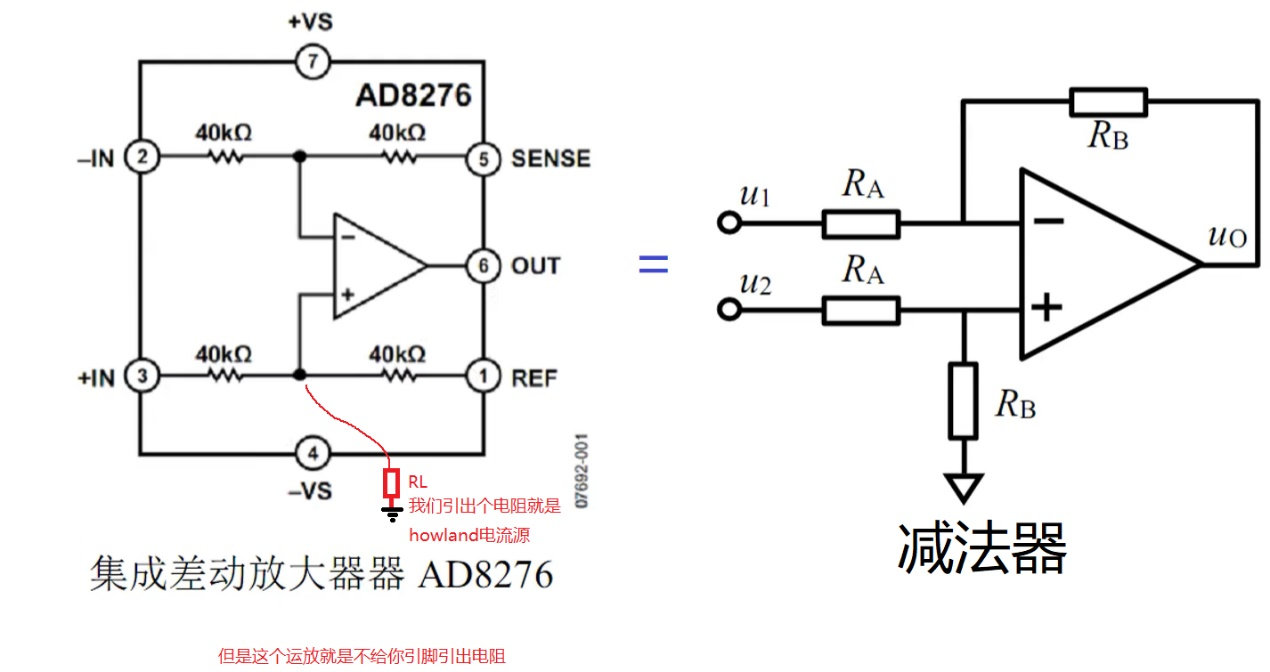 +VS
7
AD8276
40kΩ 40kΩ
–IN 2 5 SENSE
−
6 OUT
+
40kΩ 40kΩ
+IN 3 1 REF
4
–VS
07692-001
RL
我们引出个电阻就是
howland电流源
集成差动放大器器 AD8276
但是这个运放就是不给你引脚引出电阻
=
RB
u1 RA
−
uO
u2 RA
+
RB
减法器